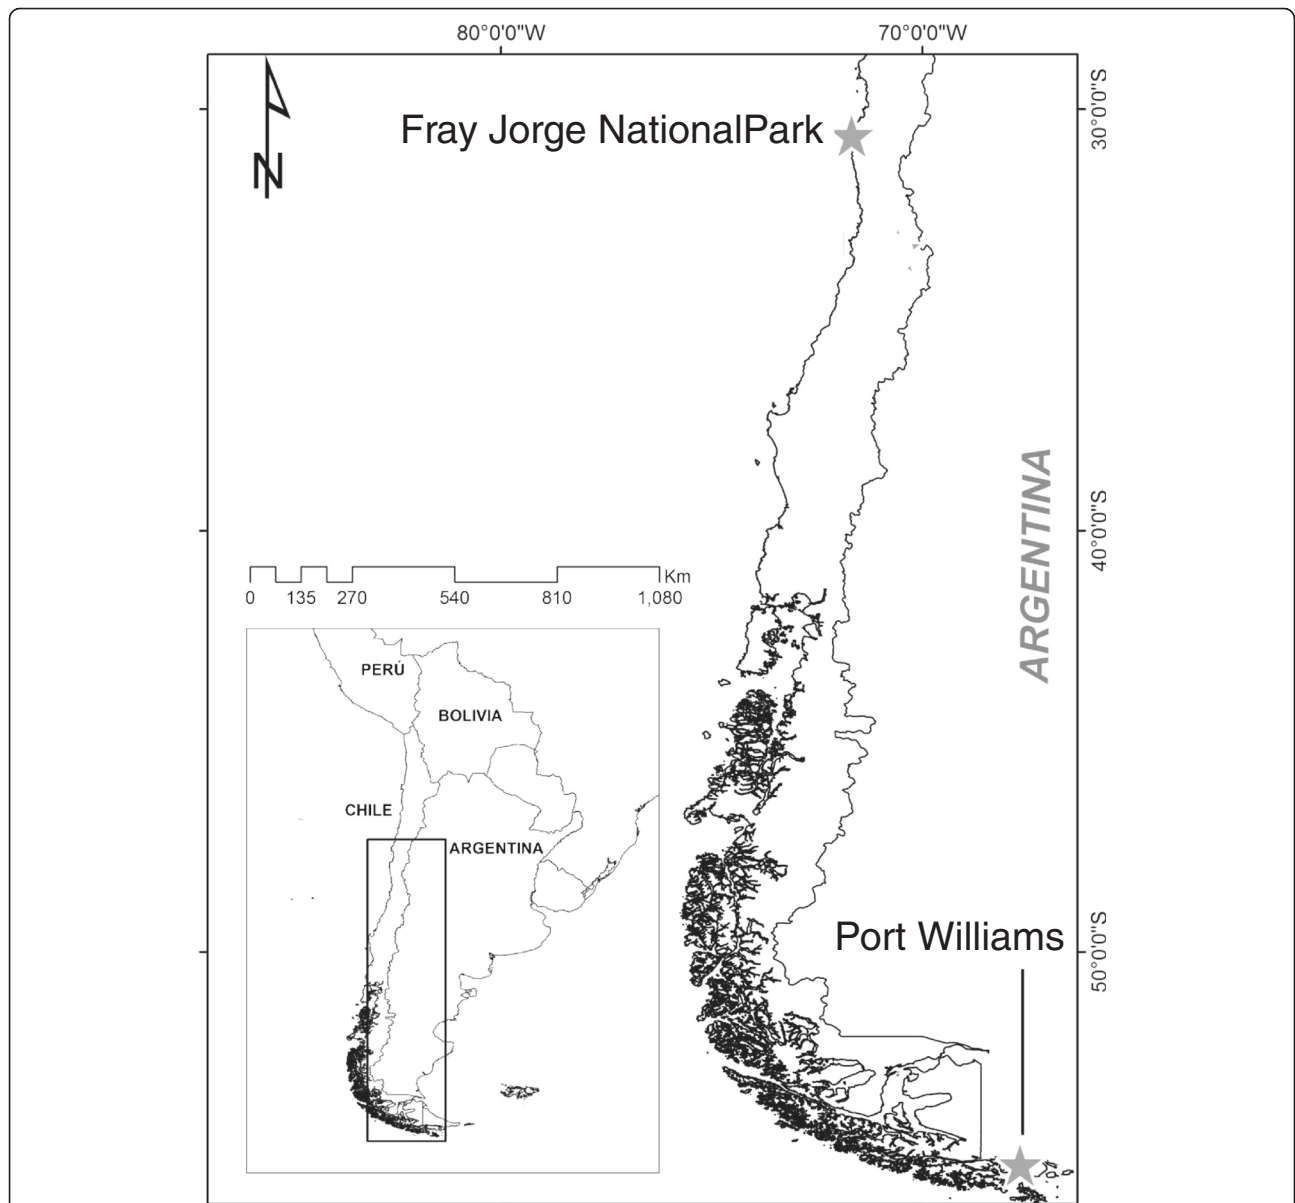 80°0'0"W
70°0'0"W
30°0'0"S
N
Fray Jorge NationalPark
ARGENTINA
40°0'0"S
Km
0 135 270 540 810 1,080
PERÚ
BOLIVIA
CHILE
ARGENTINA
Port Williams
50°0'0"S